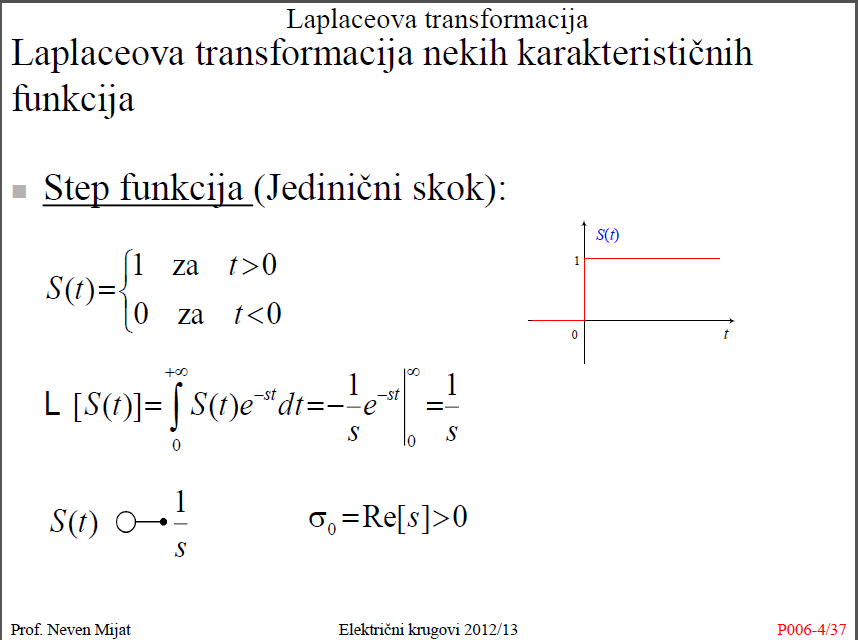 Laplaceova transformacija
Laplaceova transformacija nekih karakterističnih
funkcija
Step funkcija (Jedinični skok):
S(t)={1 za t>0
0 za t<0
S(t)
1
0
t
L [S(t)]=∫₀^{+∞} S(t)e^{−st}dt=−1/s e^{−st}|₀^∞=1/s
S(t) ○─• 1/s
σ₀=Re[s]>0
Prof. Neven Mijat
Električni krugovi 2012/13
P006-4/37